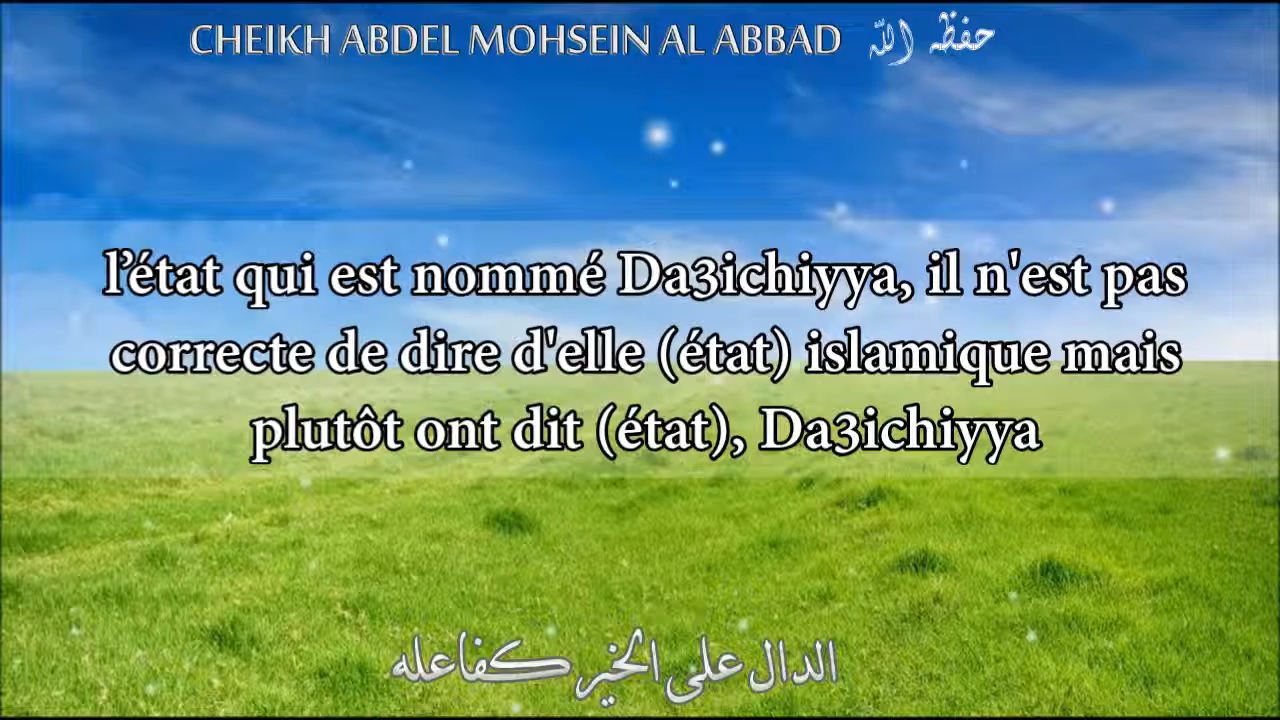 CHEIKH ABDEL MOHSEIN AL ABBAD حفظه الله
l’état qui est nommé Da3ichiyya, il n'est pas
correcte de dire d'elle (état) islamique mais
plutôt ont dit (état), Da3ichiyya
الدال على الخير كفاعله